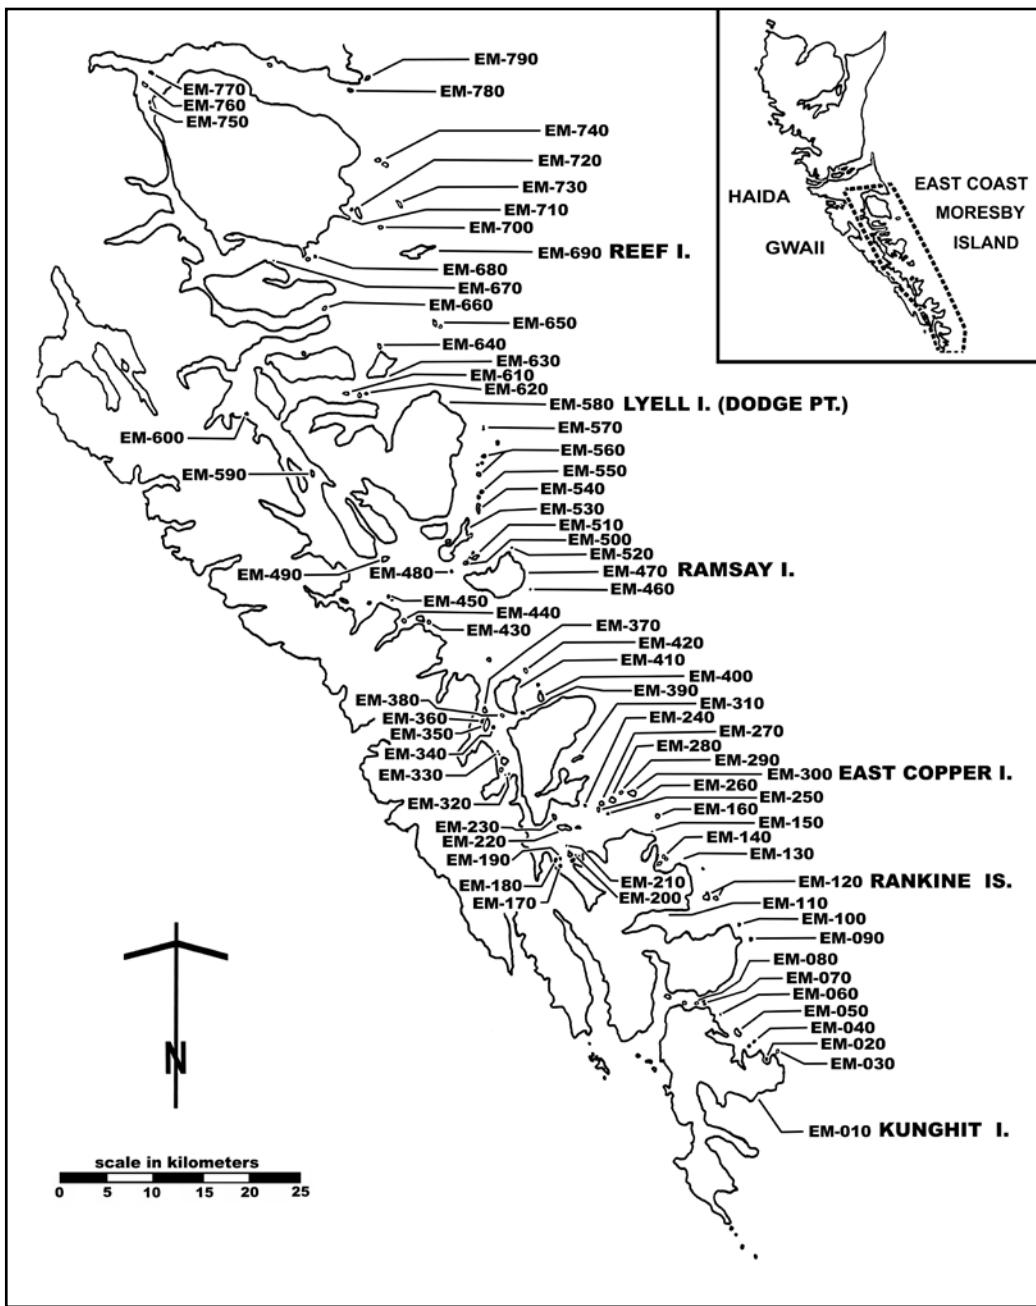 EM-790
EM-770
EM-780
EM-760
EM-750
EM-740
EM-720
EM-730
EM-710
EM-700
EM-690 REEF I.
EM-680
EM-670
EM-660
EM-650
EM-640
EM-630
EM-610
EM-620
EM-580 LYELL I. (DODGE PT.)
EM-570
EM-600
EM-560
EM-590
EM-550
EM-540
EM-530
EM-510
EM-500
EM-520
EM-490
EM-480
EM-470 RAMSAY I.
EM-460
EM-450
EM-440
EM-430
EM-370
EM-420
EM-410
EM-400
EM-390
EM-380
EM-310
EM-360
EM-240
EM-350
EM-270
EM-340
EM-280
EM-290
EM-330
EM-300 EAST COPPER I.
EM-260
EM-250
EM-320
EM-160
EM-230
EM-150
EM-220
EM-140
EM-190
EM-130
EM-180
EM-210
EM-120 RANKINE IS.
EM-200
EM-170
EM-110
EM-100
EM-090
EM-080
EM-070
EM-060
EM-050
EM-040
EM-020
EM-030
EM-010 KUNGHIT I.
HAIDA
GWAII
EAST COAST
MORESBY
ISLAND
N
scale in kilometers
0 5 10 15 20 25